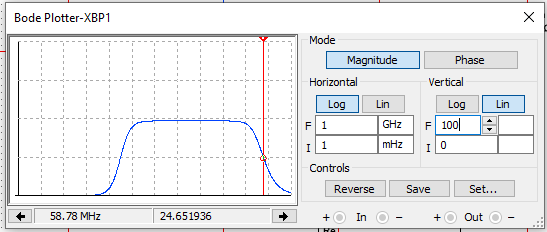 Bode Plotter-XBP1
Mode
Magnitude Phase
Horizontal Vertical
Log Lin Log Lin
F 1 GHz F 100
I 1 mHz I 0
Controls
Reverse Save Set...
58.78 MHz 24.651936
+ In − + Out −